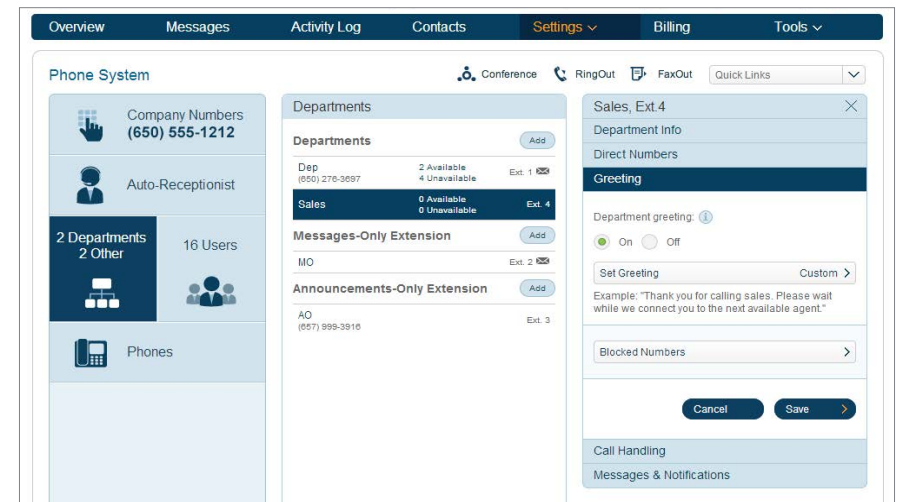 Overview Messages Activity Log Contacts Settings Billing Tools
Phone System
Conference RingOut FaxOut Quick Links
Company Numbers
(650) 555-1212
Auto-Receptionist
2 Departments
2 Other
16 Users
Phones
Departments
Departments Add
Dep 2 Available Ext. 1
(650) 276-3697 4 Unavailable
Sales 0 Available Ext. 4
0 Unavailable
Messages-Only Extension Add
MO Ext. 2
Announcements-Only Extension Add
AO Ext. 3
(657) 999-3916
Sales, Ext.4
Department Info
Direct Numbers
Greeting
Department greeting: i
On Off
Set Greeting Custom
Example: "Thank you for calling sales. Please wait
while we connect you to the next available agent."
Blocked Numbers
Cancel Save
Call Handling
Messages & Notifications